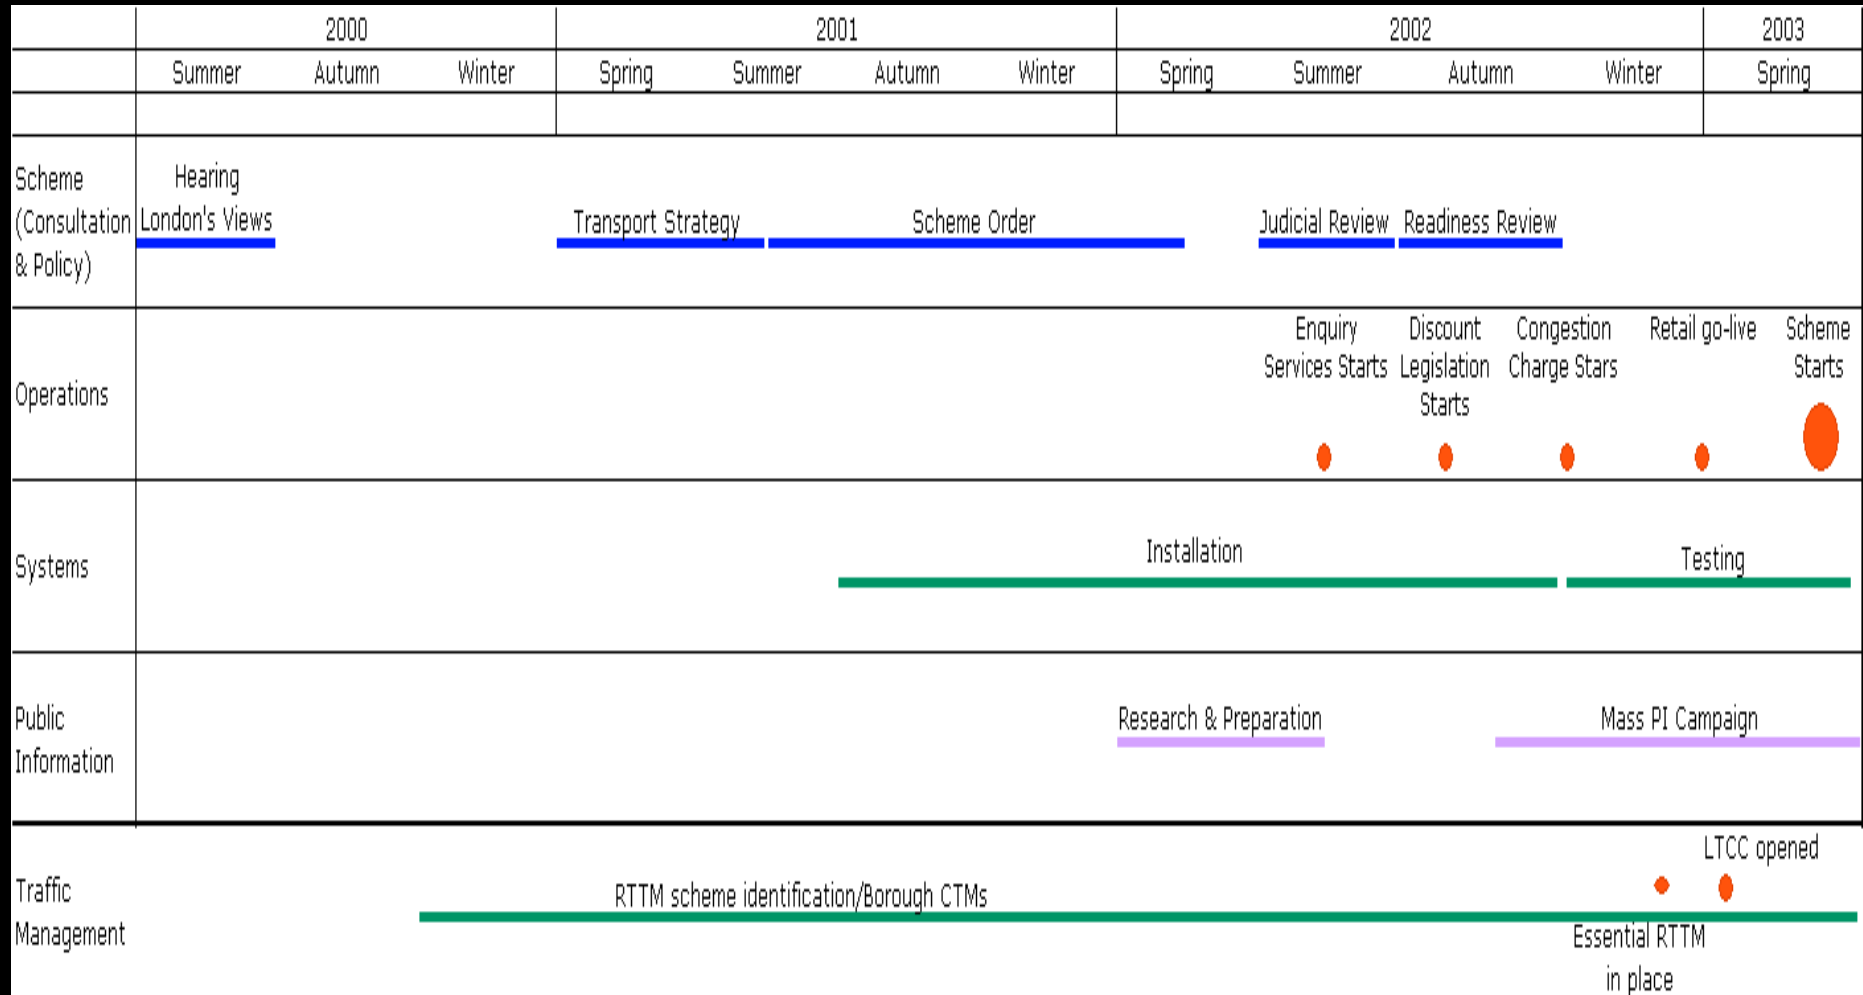 2000 2001 2002 2003
Summer Autumn Winter Spring Summer Autumn Winter Spring Summer Autumn Winter Spring
Scheme
(Consultation
& Policy)
Hearing
London's Views
Transport Strategy
Scheme Order
Judicial Review
Readiness Review
Operations
Enquiry
Services Starts
Discount
Legislation
Starts
Congestion
Charge Stars
Retail go-live
Scheme
Starts
Systems
Installation
Testing
Public
Information
Research & Preparation
Mass PI Campaign
Traffic
Management
RTTM scheme identification/Borough CTMs
LTCC opened
Essential RTTM
in place